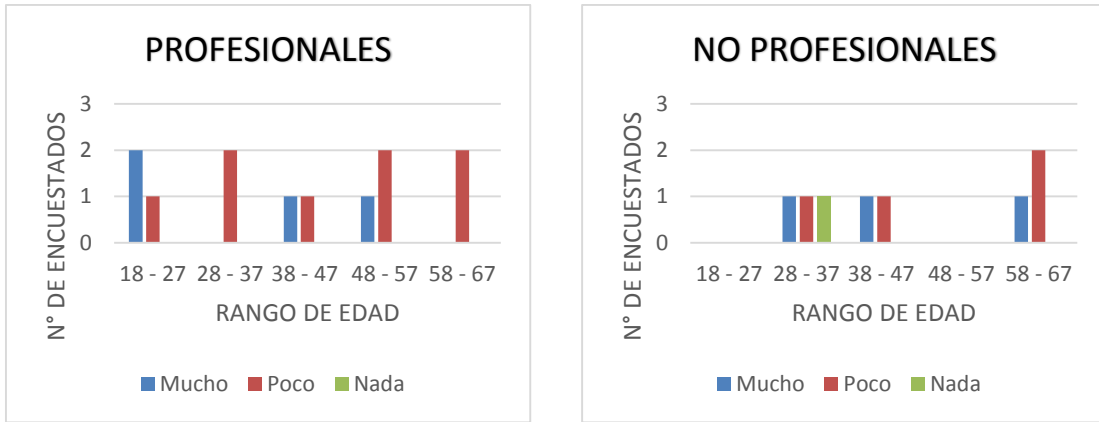 PROFESIONALES
N° DE ENCUESTADOS
3
2
1
0
18 - 27 28 - 37 38 - 47 48 - 57 58 - 67
RANGO DE EDAD
Mucho Poco Nada
NO PROFESIONALES
N° DE ENCUESTADOS
3
2
1
0
18 - 27 28 - 37 38 - 47 48 - 57 58 - 67
RANGO DE EDAD
Mucho Poco Nada